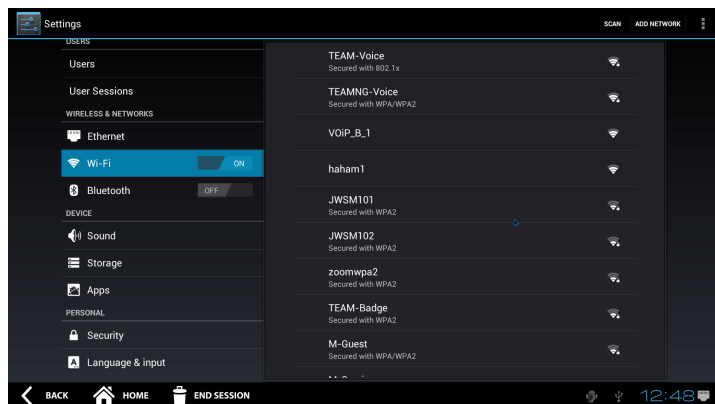 Settings
SCAN
ADD NETWORK
USERS
Users
User Sessions
WIRELESS & NETWORKS
Ethernet
Wi-Fi
ON
Bluetooth
OFF
DEVICE
Sound
Storage
Apps
PERSONAL
Security
A
Language & input
TEAM-Voice
Secured with 802.1x
TEAMNG-Voice
Secured with WPA/WPA2
VOiP_B_1
haham1
JWSM101
Secured with WPA2
JWSM102
Secured with WPA2
zoomwpa2
Secured with WPA2
TEAM-Badge
Secured with WPA2
M-Guest
Secured with WPA/WPA2
BACK
HOME
END SESSION
12:48